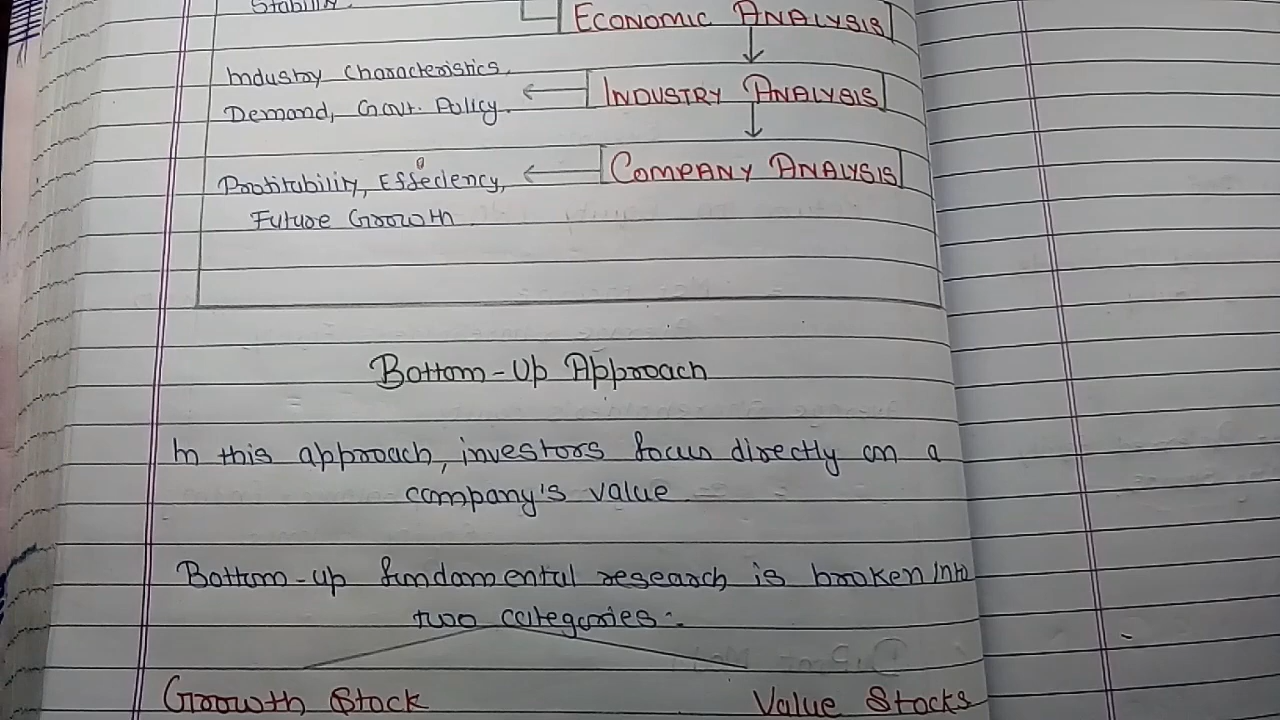 Stability.
ECONOMIC ANALYSIS
Industry Characteristics,
Demand, Govt. Policy.
INDUSTRY ANALYSIS
Profitability, Effeciency,
Future Growth
COMPANY ANALYSIS
Bottom-Up Approach
In this approach, investors focus directly on a
company's value
Bottom-up fundamental research is broken into
two categories:
Groowth Stock
Value Stocks